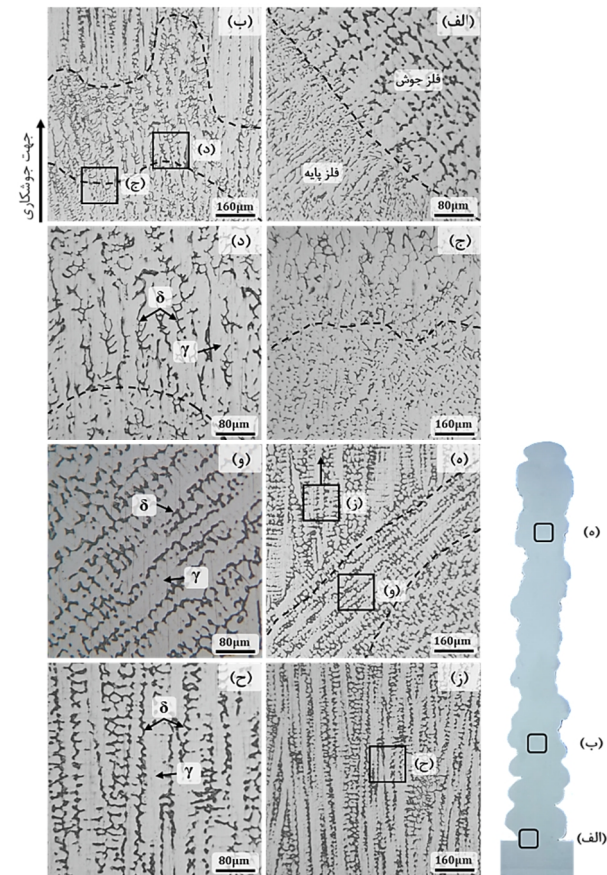 (الف)
فلز جوش
فلز پایه
80μm
(ب)
(د)
(ج)
160μm
جهت جوشکاری
(ج)
160μm
(د)
δ
γ
80μm
(ه)
(ز)
(و)
160μm
(و)
δ
γ
80μm
(ز)
(ح)
160μm
(ح)
δ
γ
80μm
(ه)
(ب)
(الف)